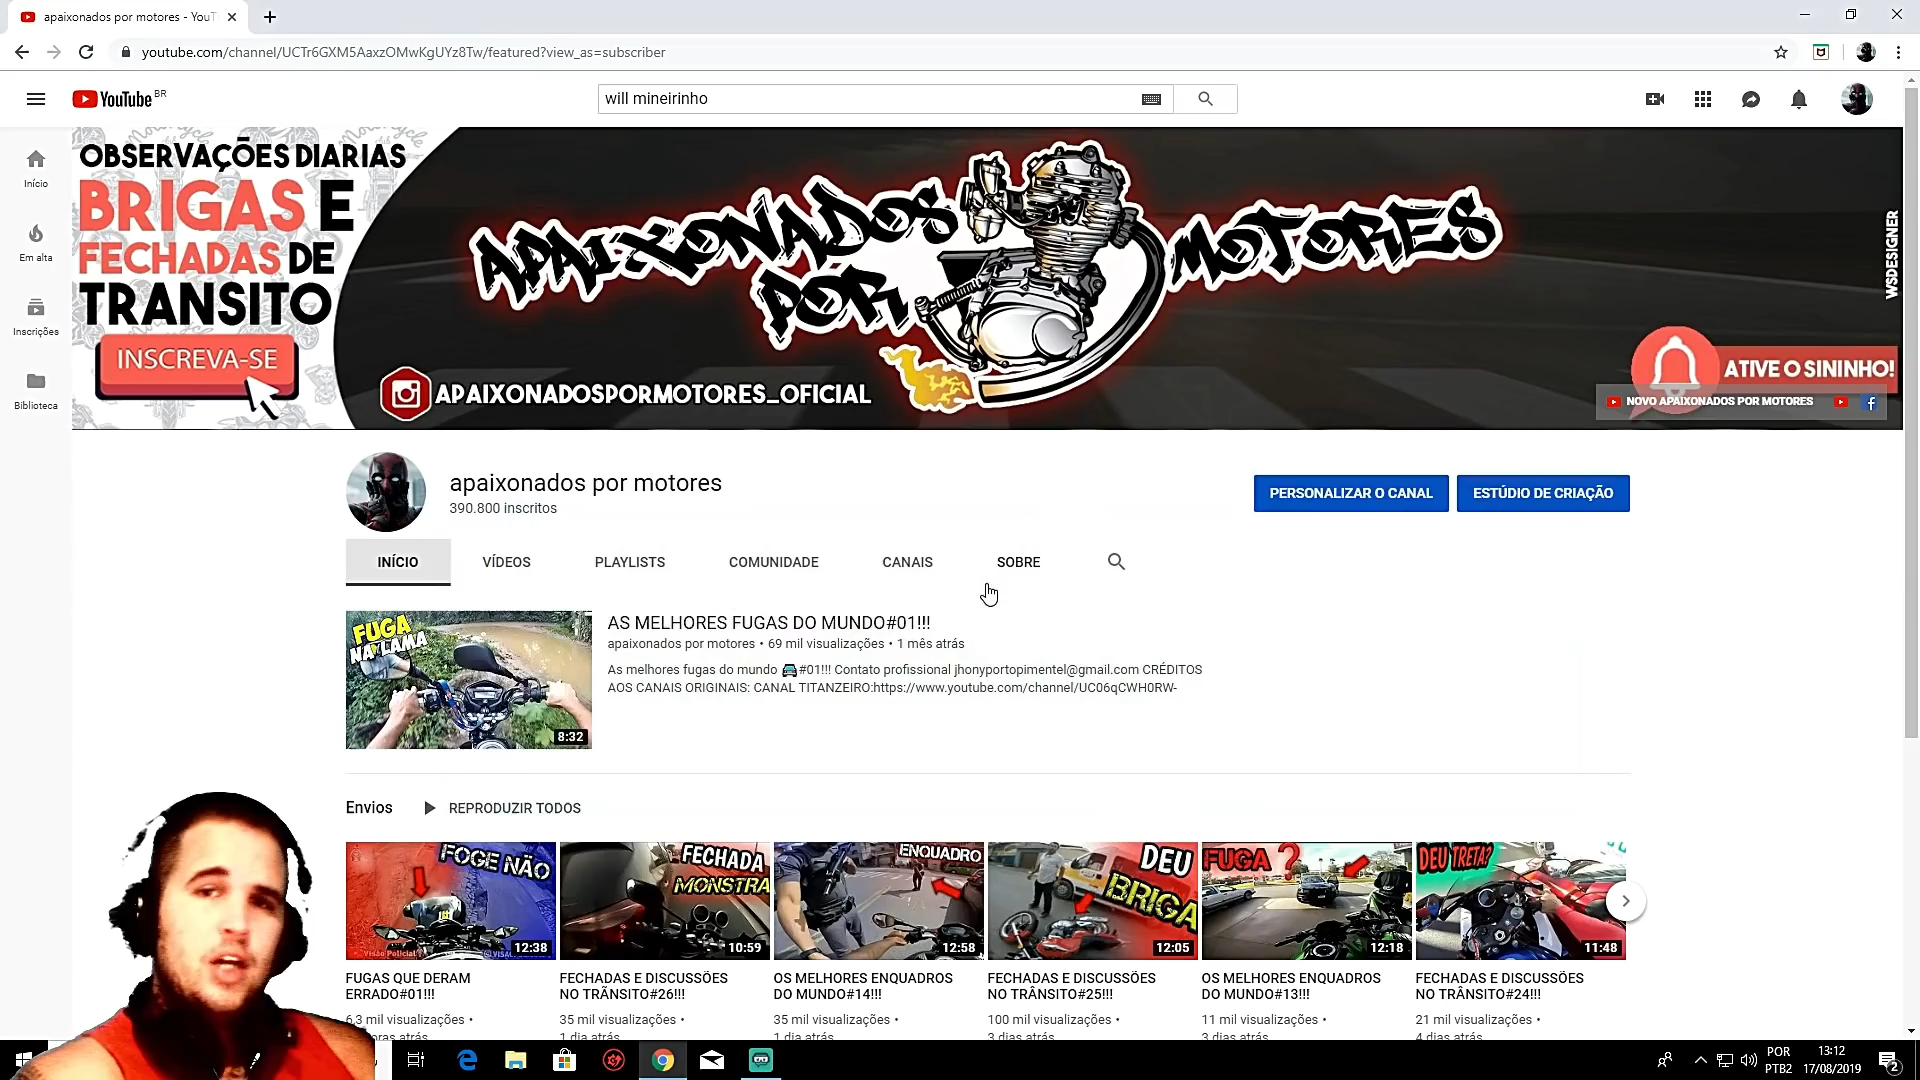 apaixonados por motores - YouT
youtube.com/channel/UCTr6GXM5AaxzOMwKgUYz8Tw/featured?view_as=subscriber
YouTube BR
will mineirinho
Início
Em alta
Inscrições
Biblioteca
OBSERVAÇÕES DIARIAS
BRIGAS E
FECHADAS DE
TRANSITO
INSCREVA-SE
APAIXONADOS
POR
MOTORES
APAIXONADOSPORMOTORES_OFICIAL
WSDESIGNER
ATIVE O SININHO!
NOVO APAIXONADOS POR MOTORES
apaixonados por motores
390.800 inscritos
PERSONALIZAR O CANAL
ESTÚDIO DE CRIAÇÃO
INÍCIO
VÍDEOS
PLAYLISTS
COMUNIDADE
CANAIS
SOBRE
FUGA
NA LAMA
8:32
AS MELHORES FUGAS DO MUNDO#01!!!
apaixonados por motores • 69 mil visualizações • 1 mês atrás
As melhores fugas do mundo 🚘#01!!! Contato profissional jhonyportopimentel@gmail.com CRÉDITOS
AOS CANAIS ORIGINAIS: CANAL TITANZEIRO:https://www.youtube.com/channel/UC06qCWH0RW-
Envios
REPRODUZIR TODOS
FOGE NÃO
Visão Policial
12:38
FECHADA
MONSTRA
10:59
ENQUADRO
12:58
DEU
BRIGA
12:05
FUGA ?
12:18
DEU TRETA?
11:48
FUGAS QUE DERAM
ERRADO#01!!!
6,3 mil visualizações •
oras atrás
FECHADAS E DISCUSSÕES
NO TRÃNSITO#26!!!
35 mil visualizações •
1 dia atrás
OS MELHORES ENQUADROS
DO MUNDO#14!!!
35 mil visualizações •
1 dia atrás
FECHADAS E DISCUSSÕES
NO TRÂNSITO#25!!!
100 mil visualizações •
3 dias atrás
OS MELHORES ENQUADROS
DO MUNDO#13!!!
11 mil visualizações •
3 dias atrás
FECHADAS E DISCUSSÕES
NO TRÂNSITO#24!!!
21 mil visualizações •
4 dias atrás
POR
PTB2
13:12
17/08/2019
2